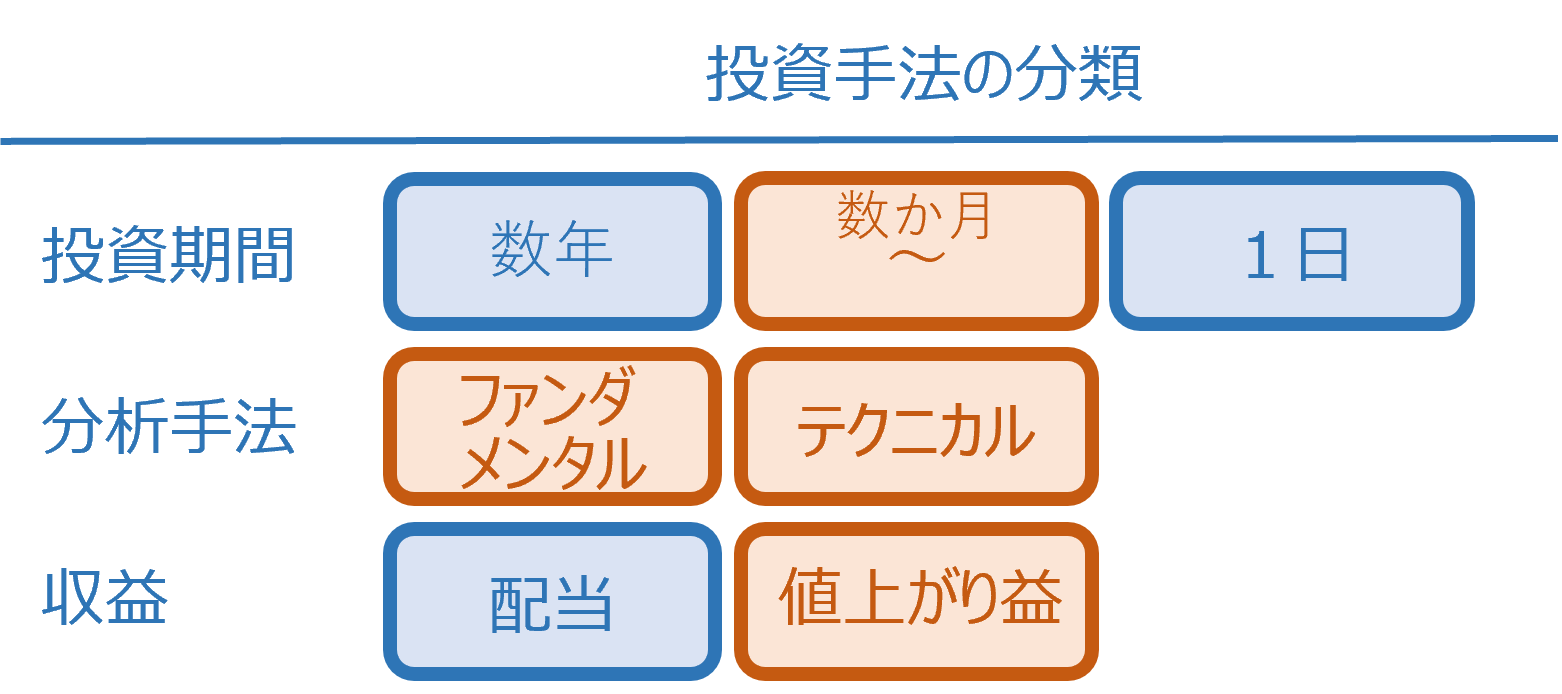 投資手法の分類
投資期間
数年
数か月
～
1日
分析手法
ファンダ
メンタル
テクニカル
収益
配当
値上がり益